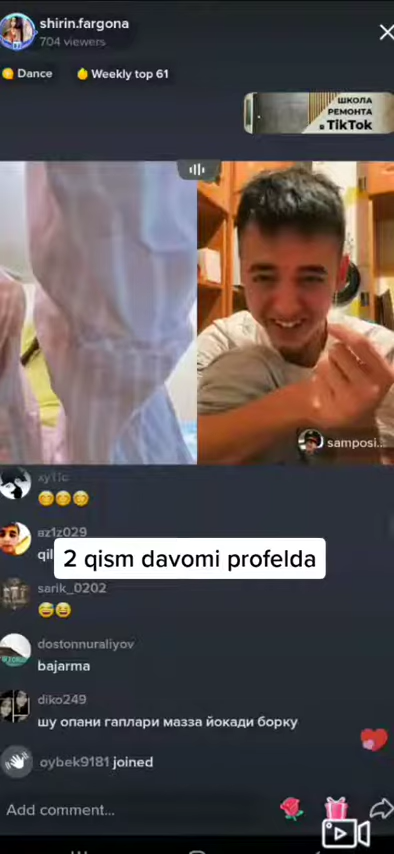 shirin.fargona
704 viewers
Dance
Weekly top 61
ШКОЛА
РЕМОНТА
в TikTok
samposi...
xy11c
az1z029
qil
2 qism davomi profelda
sarik_0202
dostonnuraliyov
bajarma
diko249
шу опани гаплари мазза йокади борку
oybek9181 joined
Add comment...